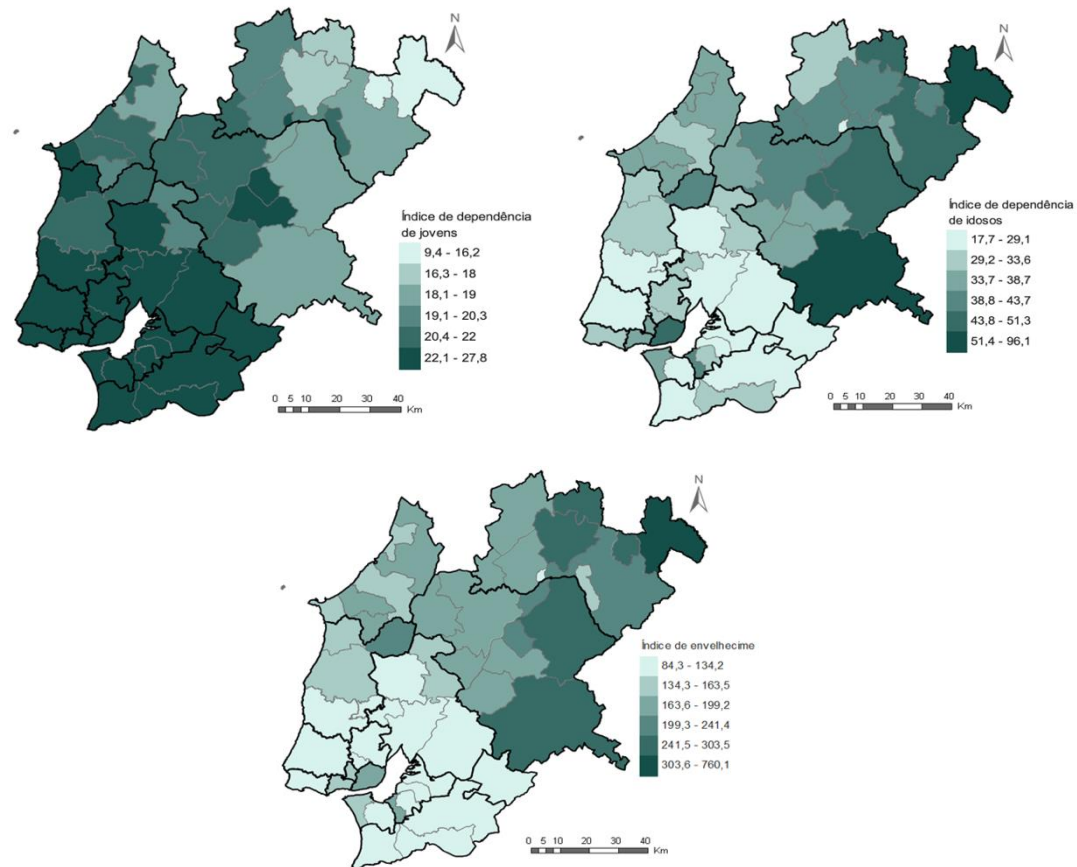 N
Índice de dependência
de jovens
9,4 - 16,2
16,3 - 18
18,1 - 19
19,1 - 20,3
20,4 - 22
22,1 - 27,8
0 5 10 20 30 40
Km
N
Índice de dependência
de idosos
17,7 - 29,1
29,2 - 33,6
33,7 - 38,7
38,8 - 43,7
43,8 - 51,3
51,4 - 96,1
0 5 10 20 30 40
Km
N
Índice de envelhecime
84,3 - 134,2
134,3 - 163,5
163,6 - 199,2
199,3 - 241,4
241,5 - 303,5
303,6 - 760,1
0 5 10 20 30 40
Km